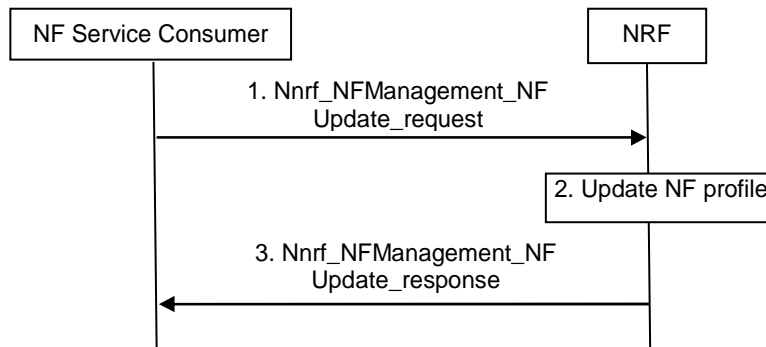 NF Service Consumer
NRF
1. Nnrf_NFManagement_NF
Update_request
2. Update NF profile
3. Nnrf_NFManagement_NF
Update_response